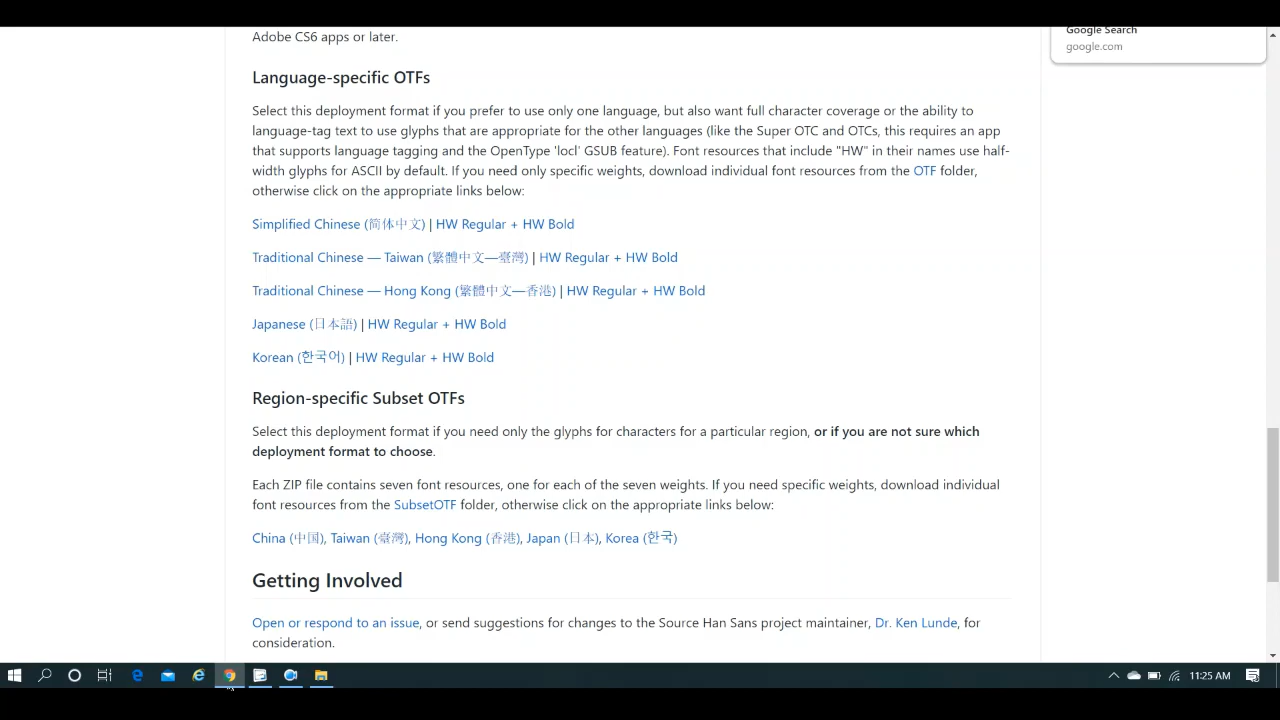 Google Search
google.com
Adobe CS6 apps or later.
Language-specific OTFs
Select this deployment format if you prefer to use only one language, but also want full character coverage or the ability to
language-tag text to use glyphs that are appropriate for the other languages (like the Super OTC and OTCs, this requires an app
that supports language tagging and the OpenType 'locl' GSUB feature). Font resources that include "HW" in their names use half-
width glyphs for ASCII by default. If you need only specific weights, download individual font resources from the OTF folder,
otherwise click on the appropriate links below:
Simplified Chinese (简体中文) | HW Regular + HW Bold
Traditional Chinese — Taiwan (繁體中文—臺灣) | HW Regular + HW Bold
Traditional Chinese — Hong Kong (繁體中文—香港) | HW Regular + HW Bold
Japanese (日本語) | HW Regular + HW Bold
Korean (한국어) | HW Regular + HW Bold
Region-specific Subset OTFs
Select this deployment format if you need only the glyphs for characters for a particular region, or if you are not sure which
deployment format to choose.
Each ZIP file contains seven font resources, one for each of the seven weights. If you need specific weights, download individual
font resources from the SubsetOTF folder, otherwise click on the appropriate links below:
China (中国), Taiwan (臺灣), Hong Kong (香港), Japan (日本), Korea (한국)
Getting Involved
Open or respond to an issue, or send suggestions for changes to the Source Han Sans project maintainer, Dr. Ken Lunde, for
consideration.
11:25 AM